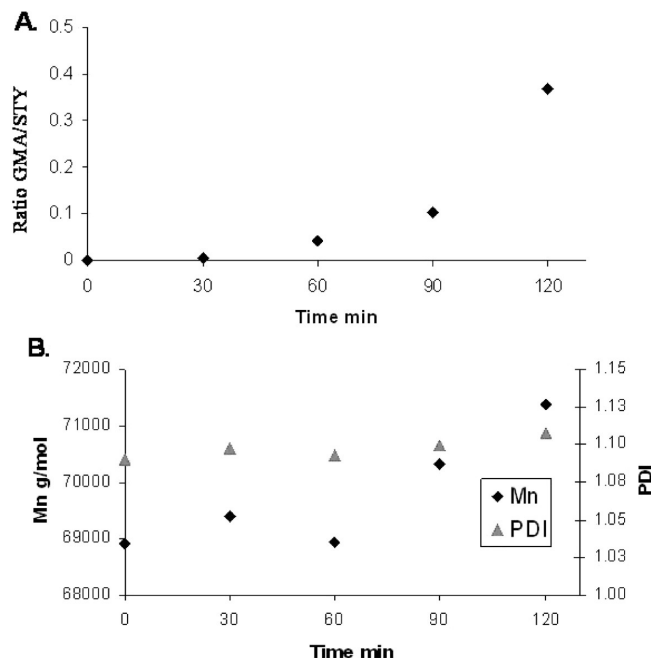 A.
0.5
0.4
0.3
0.2
0.1
0
Ratio GMA/STY
0 30 60 90 120
Time min
B.
72000
71000
70000
69000
68000
Mn g/mol
1.15
1.13
1.10
1.08
1.05
1.03
1.00
PDI
Mn
PDI
0 30 60 90 120
Time min